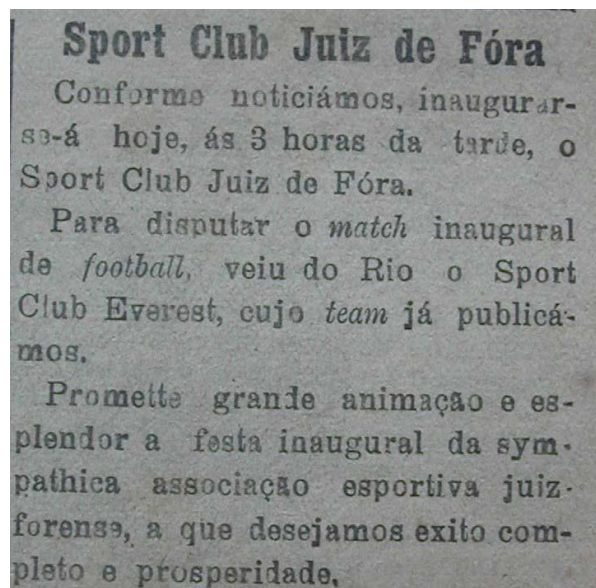 Sport Club Juiz de Fóra
Conforme noticiámos, inaugurar-
se-á hoje, ás 3 horas da tarde, o
Sport Club Juiz de Fóra.
Para disputar o match inaugural
de football, veiu do Rio o Sport
Club Everest, cujo team já publicá-
mos.
Promette grande animação e es-
plendor a festa inaugural da sym-
pathica associação esportiva juiz-
forense, a que desejamos exito com-
pleto e prosperidade.